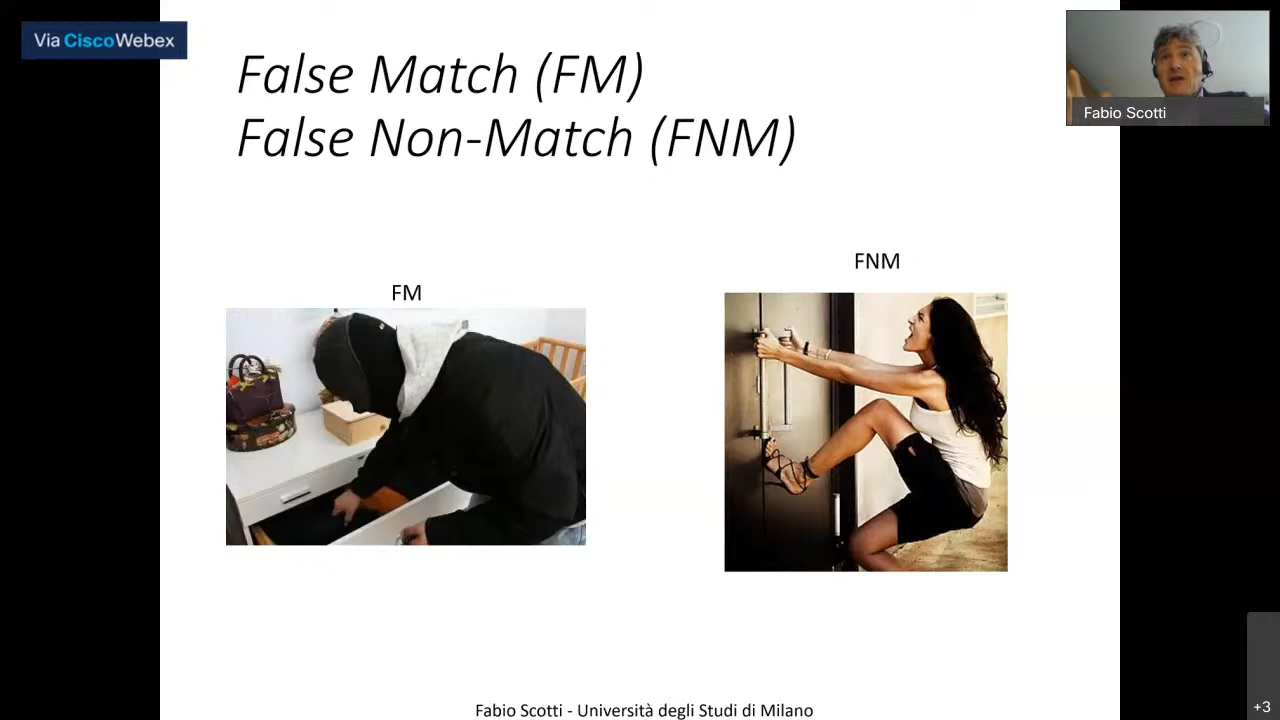 Via CiscoWebex
False Match (FM)
False Non-Match (FNM)
Fabio Scotti
FNM
FM
Fabio Scotti - Università degli Studi di Milano
+3